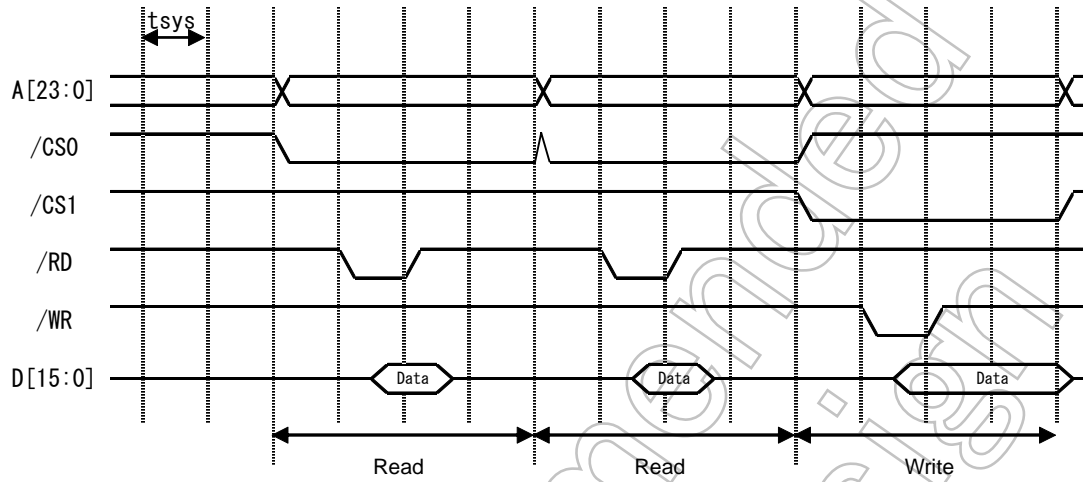 tsys
A[23:0]
/CS0
/CS1
/RD
/WR
D[15:0]
Data Data Data
Read Read Write